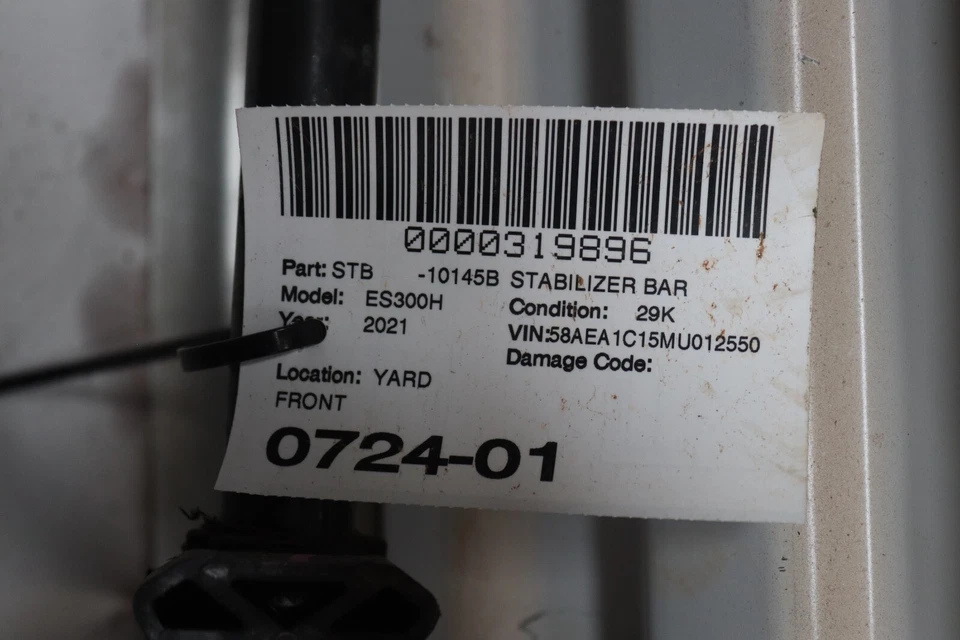 0000319896
Part: STB -10145B STABILIZER BAR
Model: ES300H Condition: 29K
Year: 2021 VIN:58AEA1C15MU012550
Damage Code:
Location: YARD
FRONT
0724-01